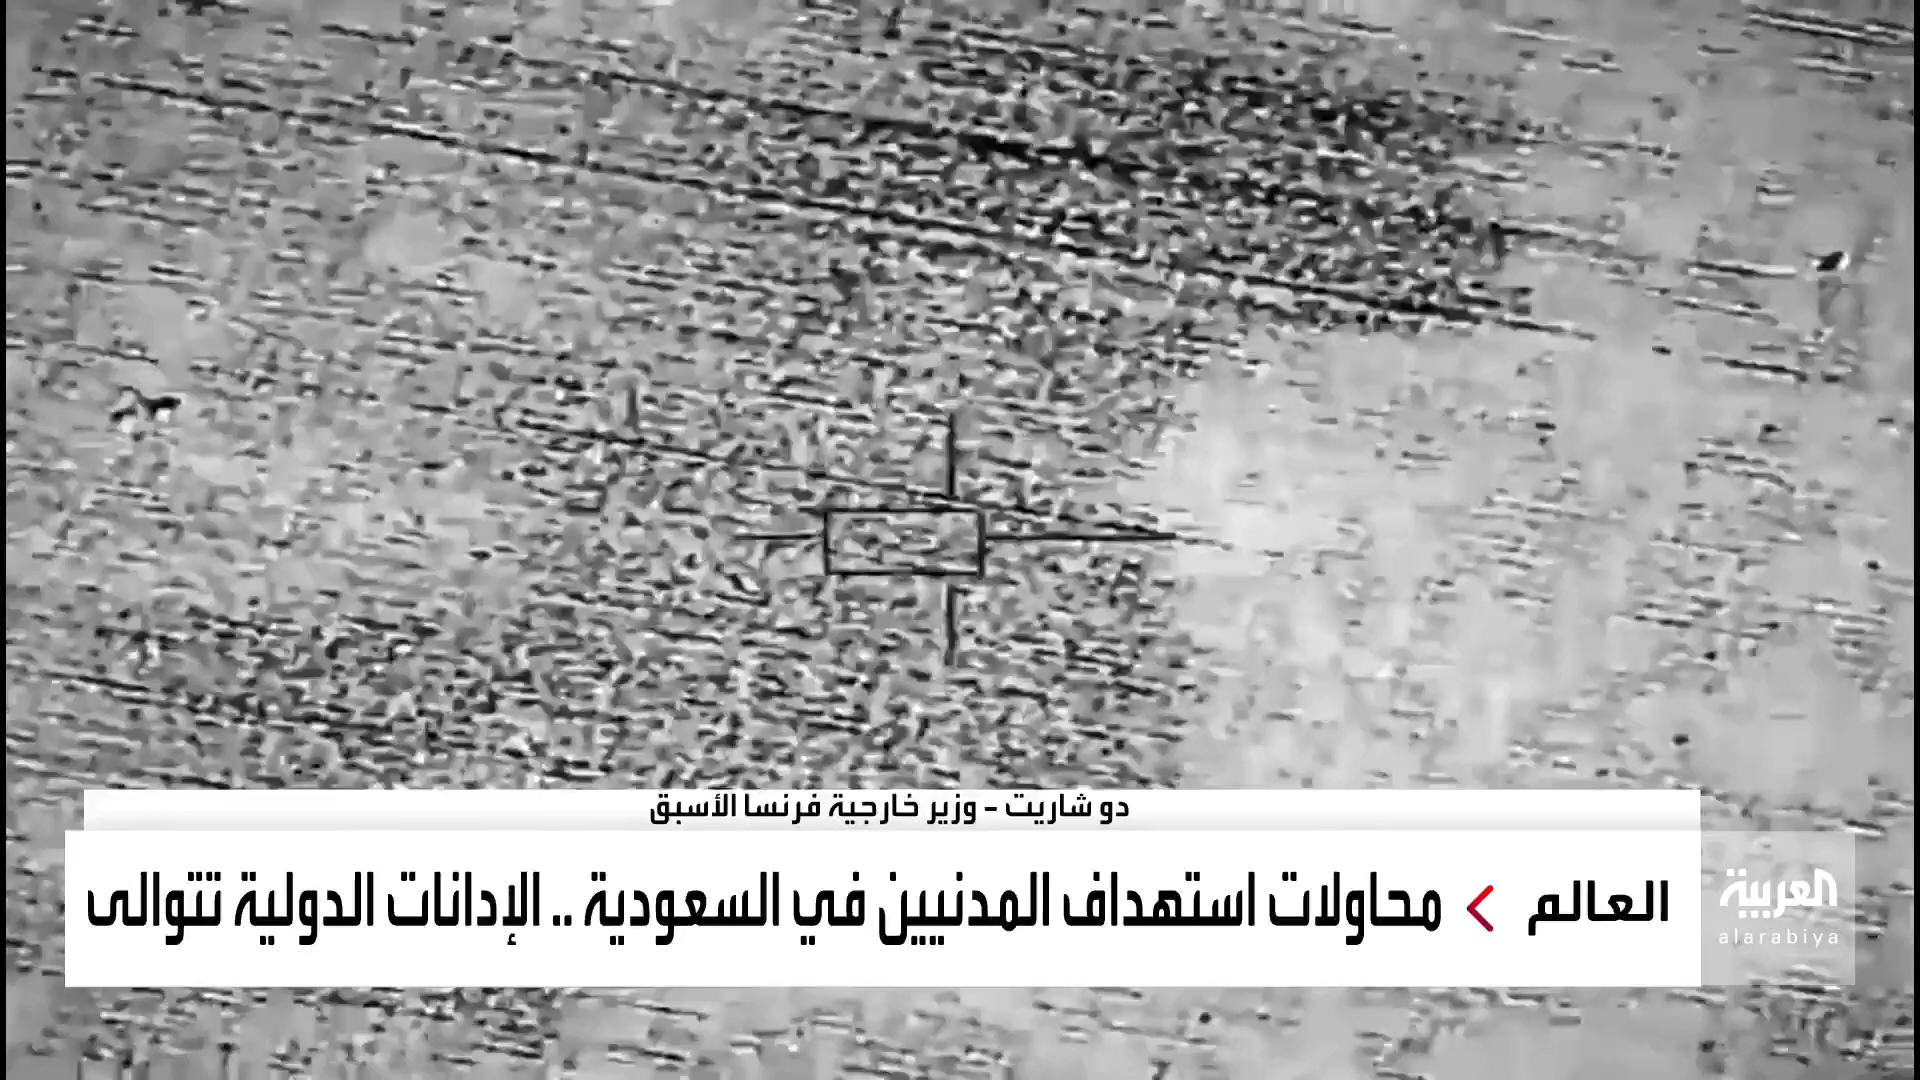 دو شاريت - وزير خارجية فرنسا الأسبق
العالم > محاولات استهداف المدنيين في السعودية .. الإدانات الدولية تتوالى
العربية
alarabiya